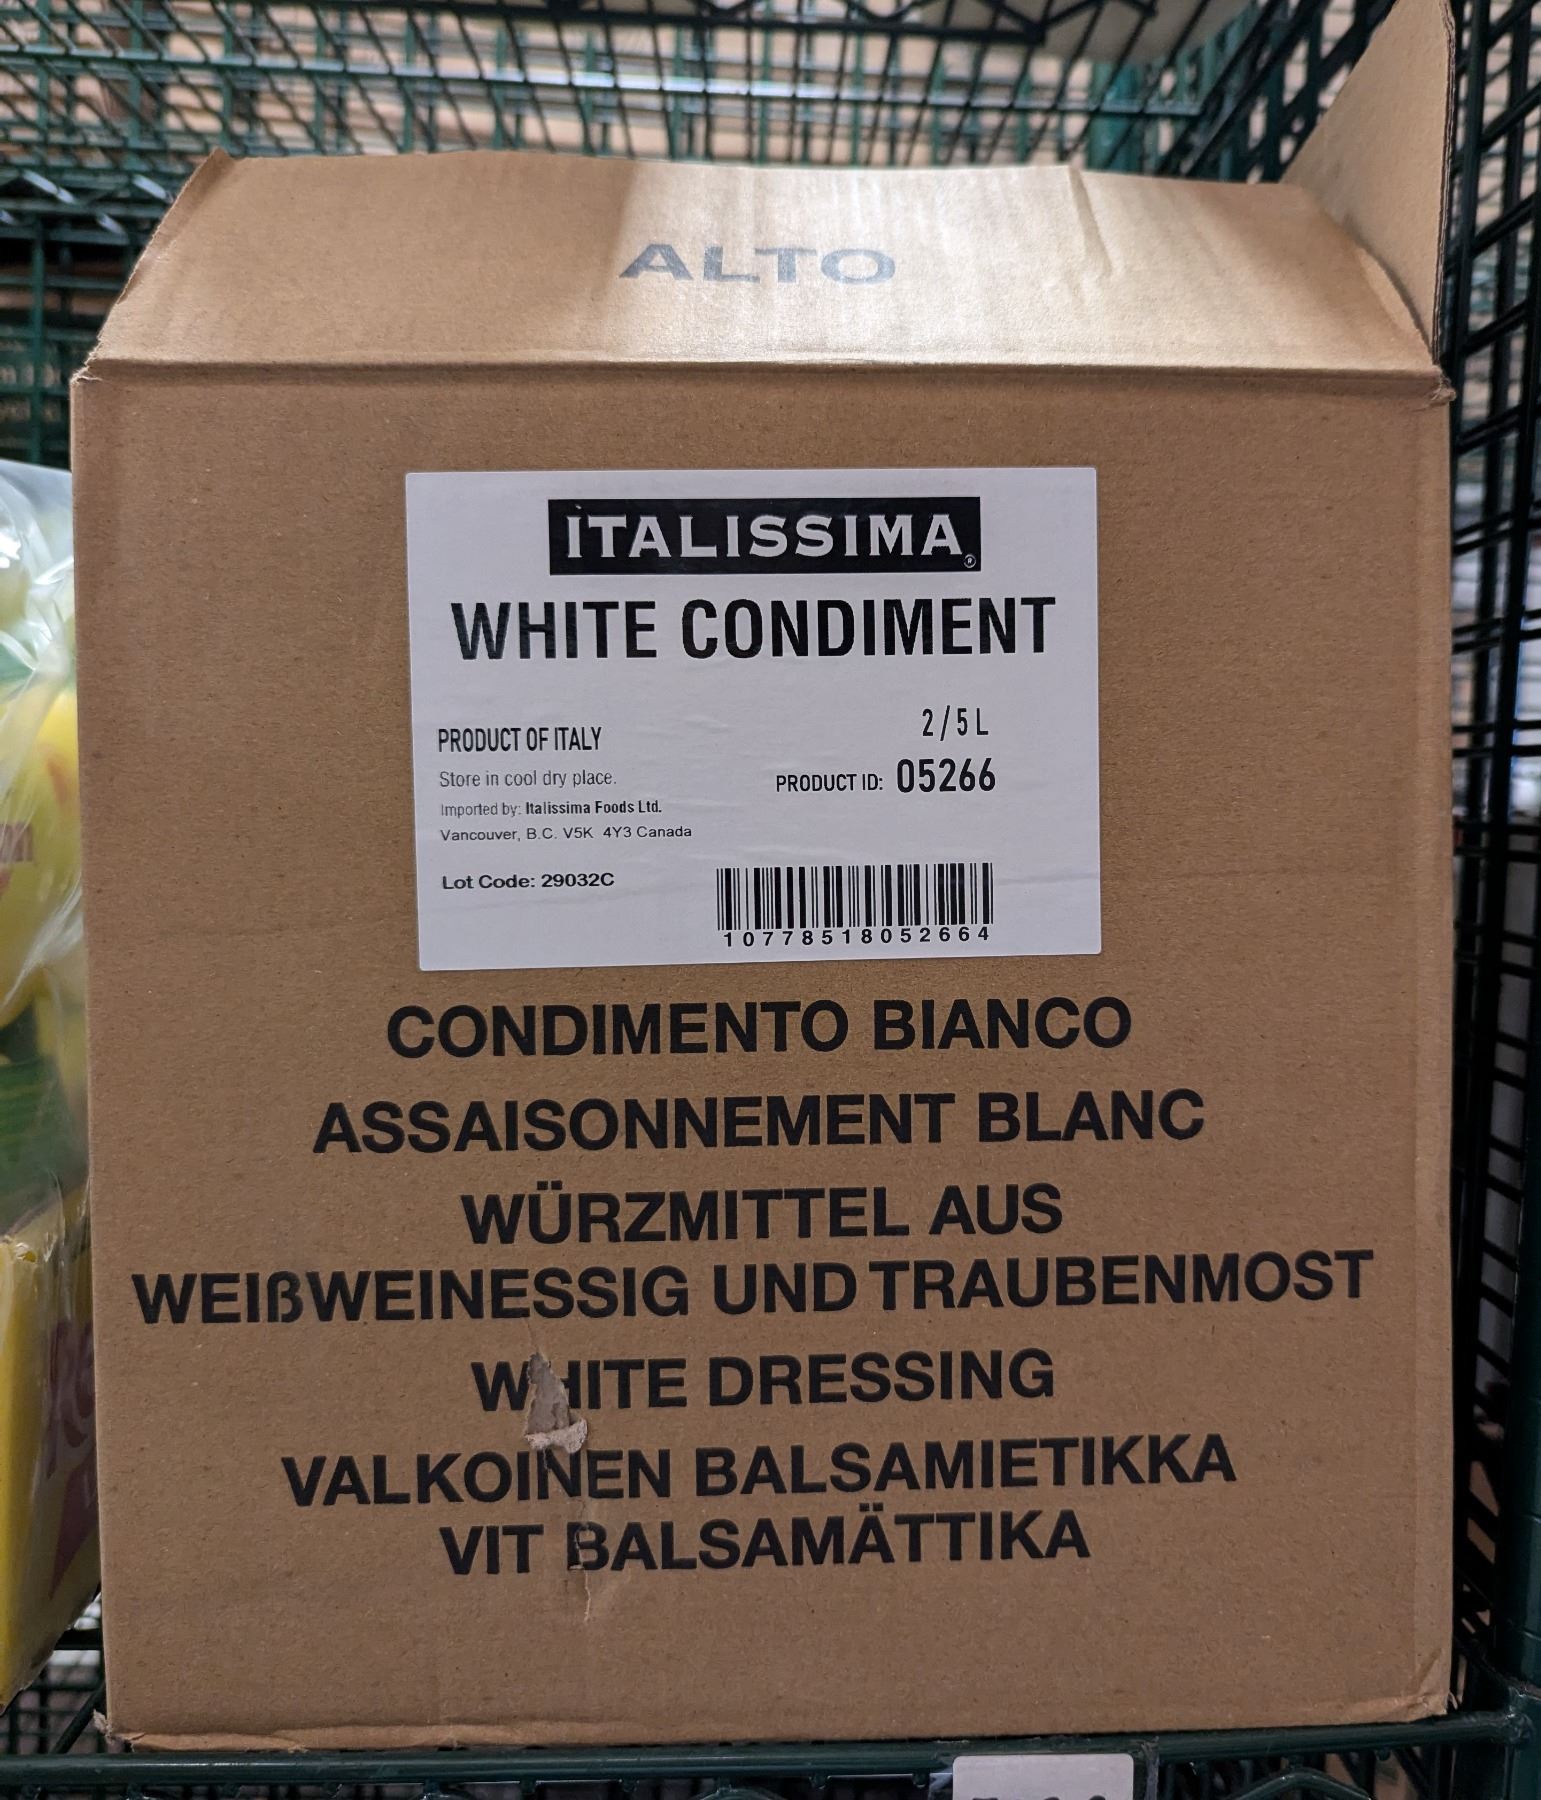 ALTO
ITALISSIMA®
WHITE CONDIMENT
2/5 L
PRODUCT OF ITALY
Store in cool dry place.
PRODUCT ID: 05266
Imported by: Italissima Foods Ltd.
Vancouver, B.C. V5K 4Y3 Canada
Lot Code: 29032C
10778518052664
CONDIMENTO BIANCO
ASSAISONNEMENT BLANC
WÜRZMITTEL AUS
WEIßWEINESSIG UND TRAUBENMOST
WHITE DRESSING
VALKOINEN BALSAMIETIKKA
VIT BALSAMÄTTIKA